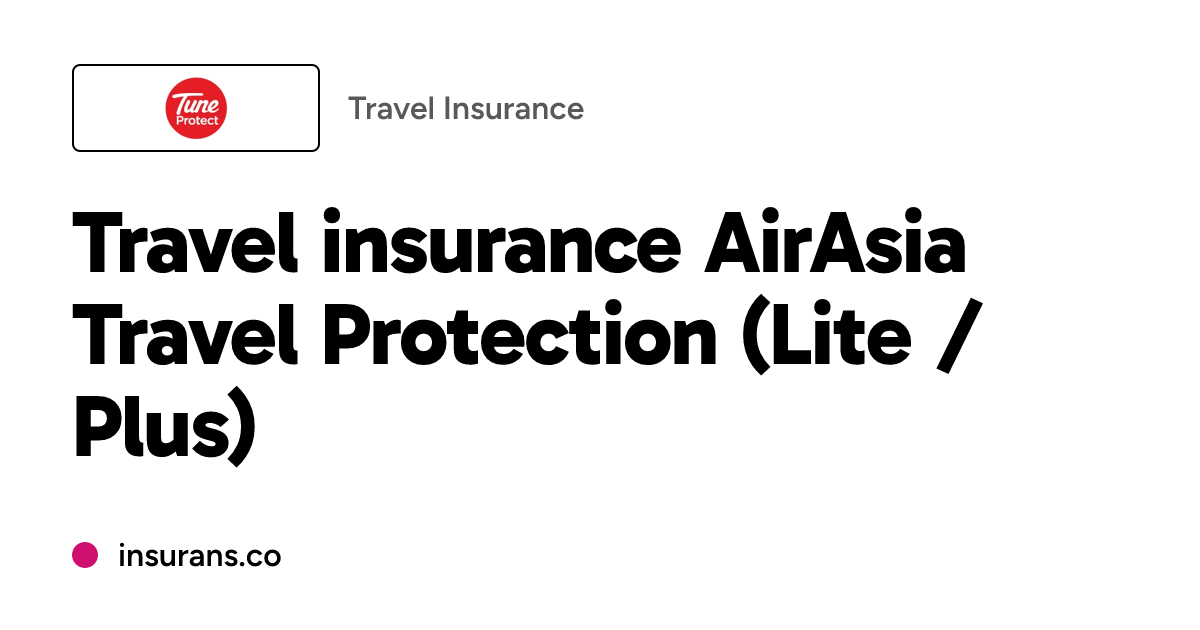 Tune
Protect
Travel Insurance
Travel insurance AirAsia
Travel Protection (Lite /
Plus)
insurans.co